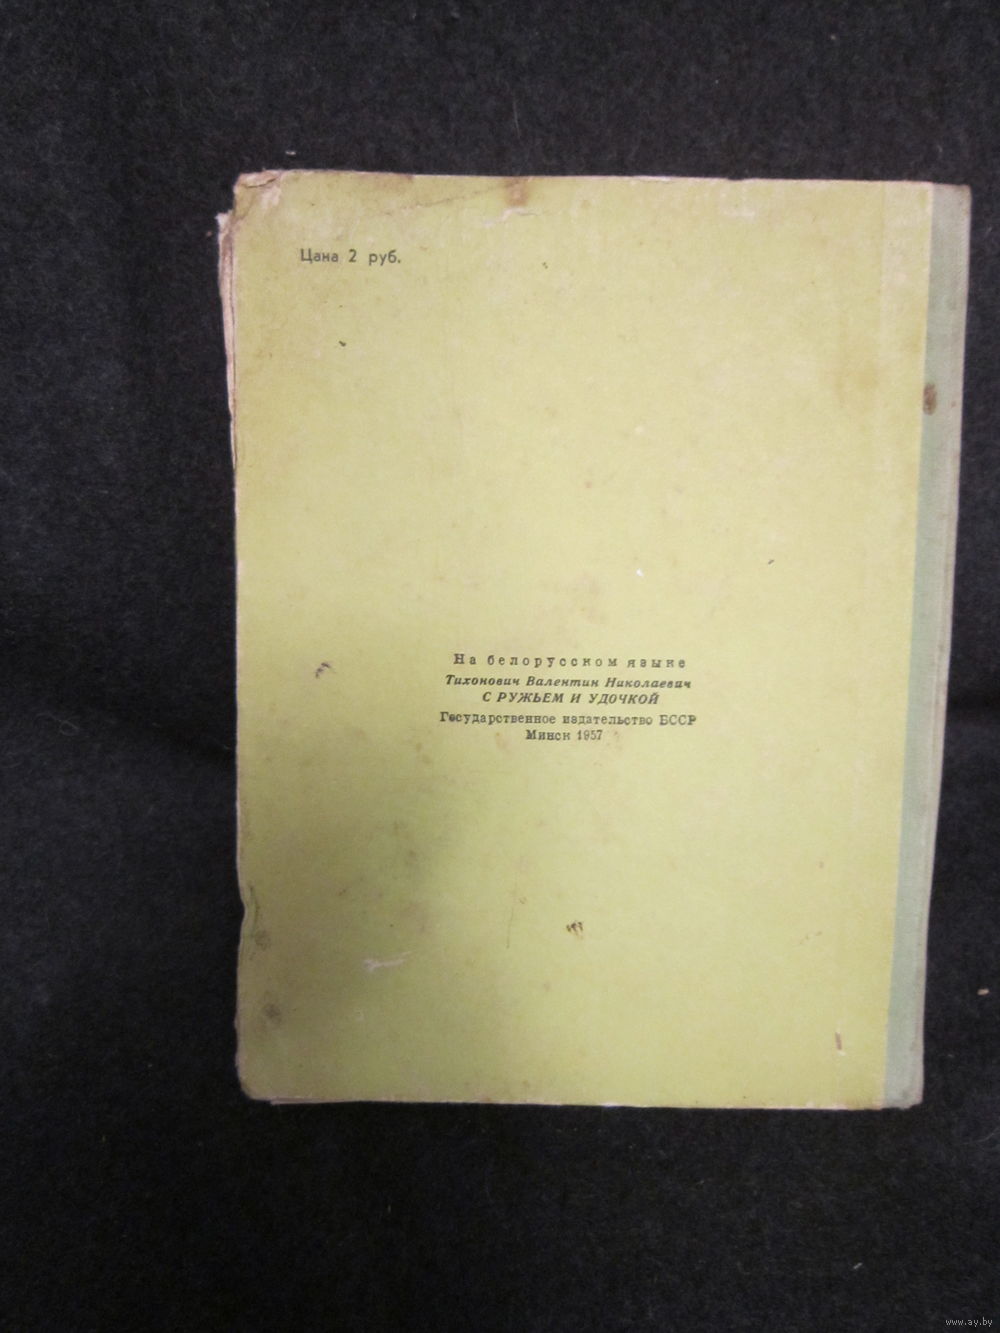 Цана 2 руб.
На белорусском языке
Тихонович Валентин Николаевич
С РУЖЬЕМ И УДОЧКОЙ
Государственное издательство БССР
Минск 1957
www.ay.by